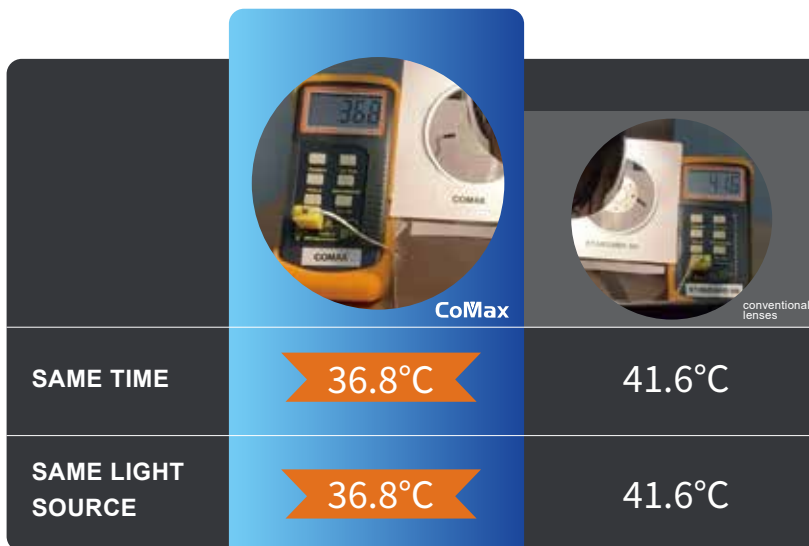 36.8
COMAX
COMAX
41.6
CoMax
conventional
lenses
SAME TIME
36.8°C
41.6°C
SAME LIGHT
SOURCE
36.8°C
41.6°C